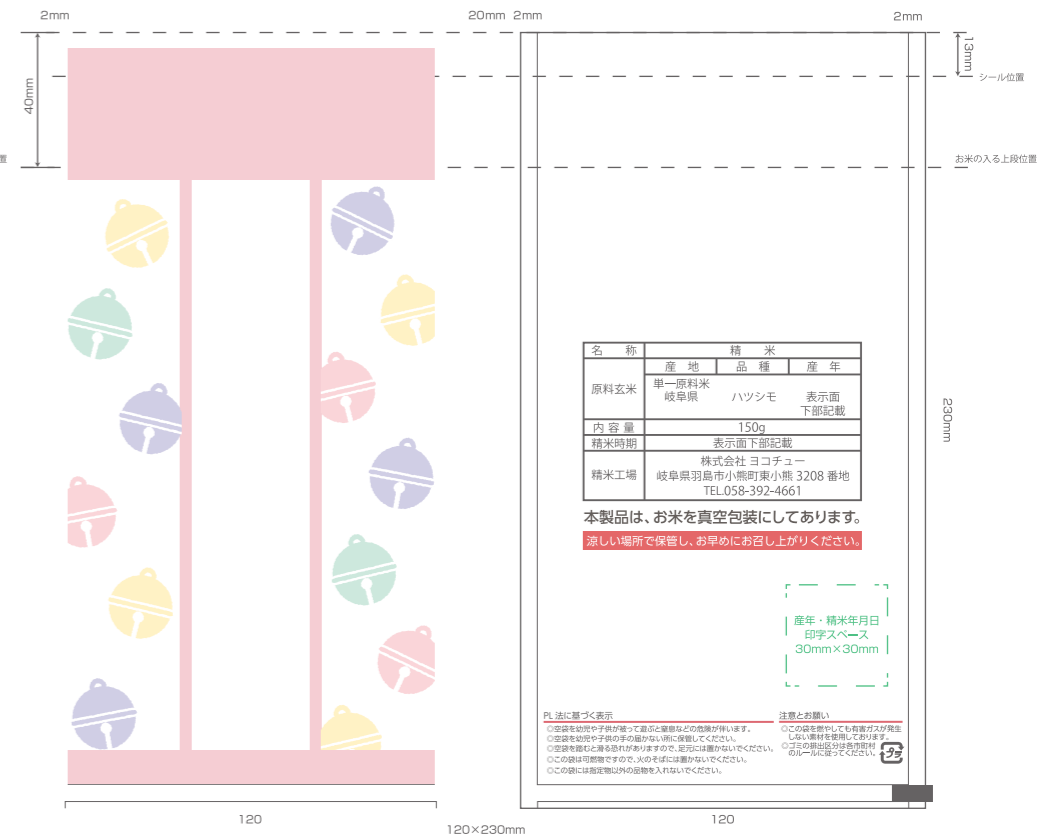 2mm
20mm 2mm
2mm
40mm
13mm
シール位置
置
お米の入る上段位置
名　称　精　米
原料玄米　産　地　品　種　産　年
単一原料米
岐阜県　ハツシモ　表示面
下部記載
内 容 量　150g
精米時期　表示面下部記載
精米工場　株式会社 ヨコチュー
岐阜県羽島市小熊町東小熊 3208 番地
TEL.058-392-4661
230mm
本製品は、お米を真空包装にしてあります。
涼しい場所で保管し、お早めにお召し上がりください。
産年・精米年月日
印字スペース
30mm×30mm
PL 法に基づく表示
◎空袋を幼児や子供が被って遊ぶと窒息などの危険が伴います。
◎空袋を幼児や子供の手の届かない所に保管してください。
◎空袋を踏むと滑る恐れがありますので、足元には置かないでください。
◎この袋は可燃物ですので、火のそばには置かないでください。
◎この袋には指定物以外の品物を入れないでください。
注意とお願い
◎この袋を燃やしても有害ガスが発生
しない素材を使用しております。
◎ゴミの排出区分は各市町村
のルールに従ってください。
プラ
120
120×230mm
120